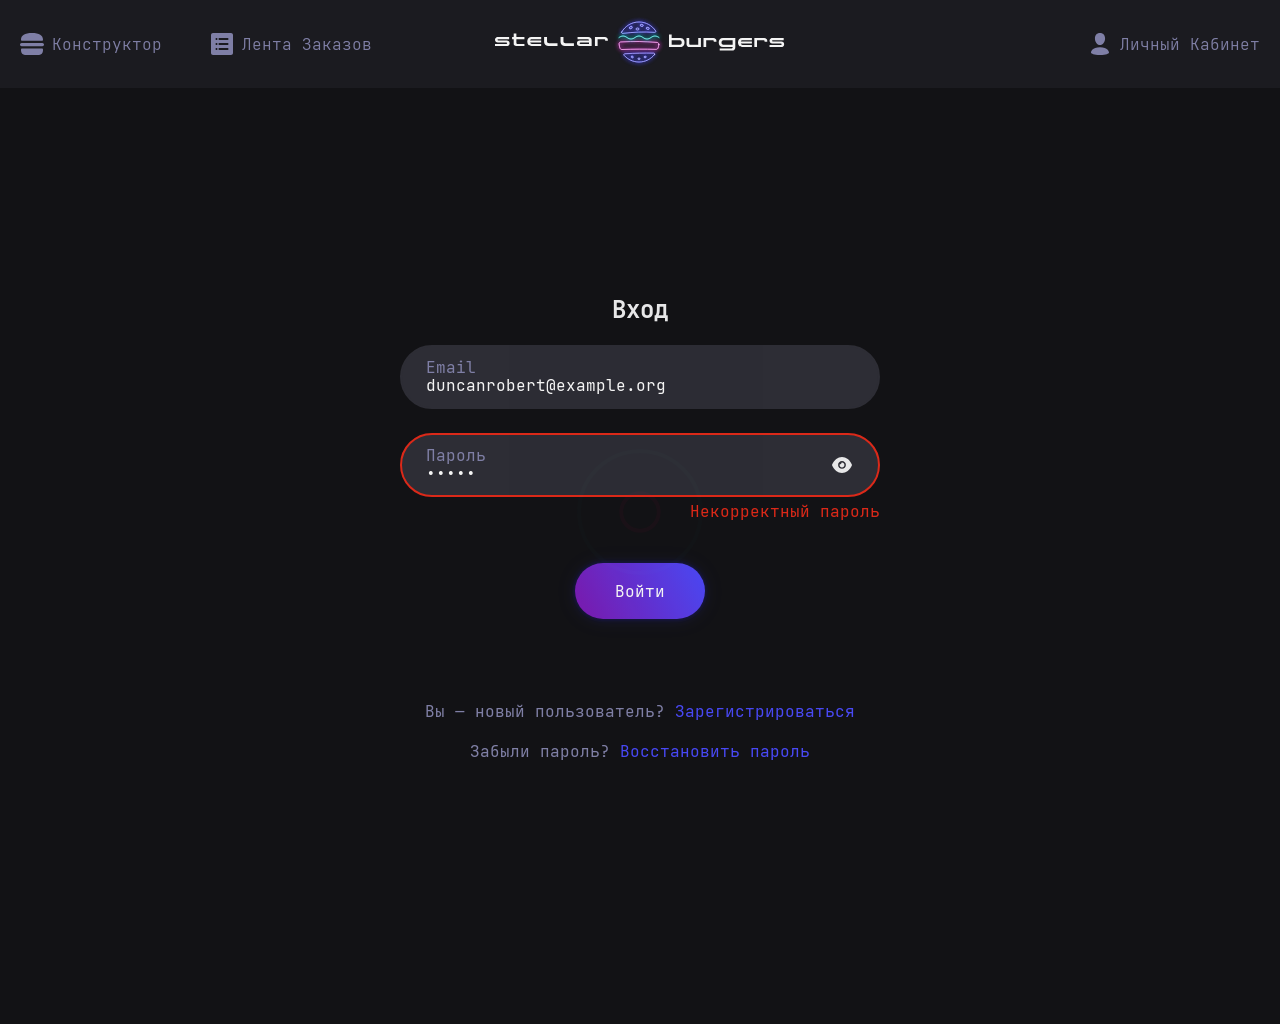 Конструктор
Лента Заказов
stellar burgers
Личный Кабинет
Вход
Email
duncanrobert@example.org
Пароль
•••••
Некорректный пароль
Войти
Вы — новый пользователь? Зарегистрироваться
Забыли пароль? Восстановить пароль